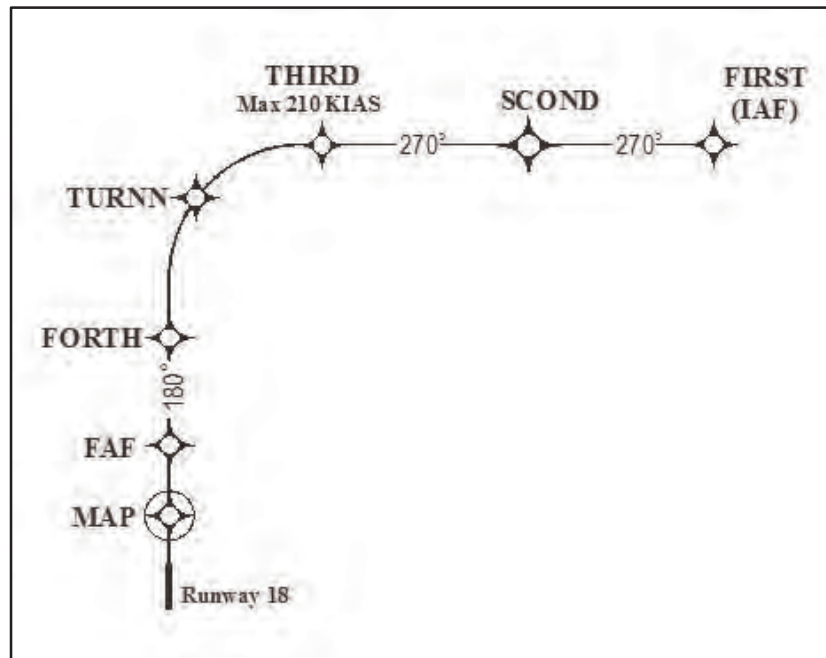 THIRD
Max 210 KIAS
SCOND
FIRST
(IAF)
270°
270°
TURNN
FORTH
180°
FAF
MAP
Runway 18